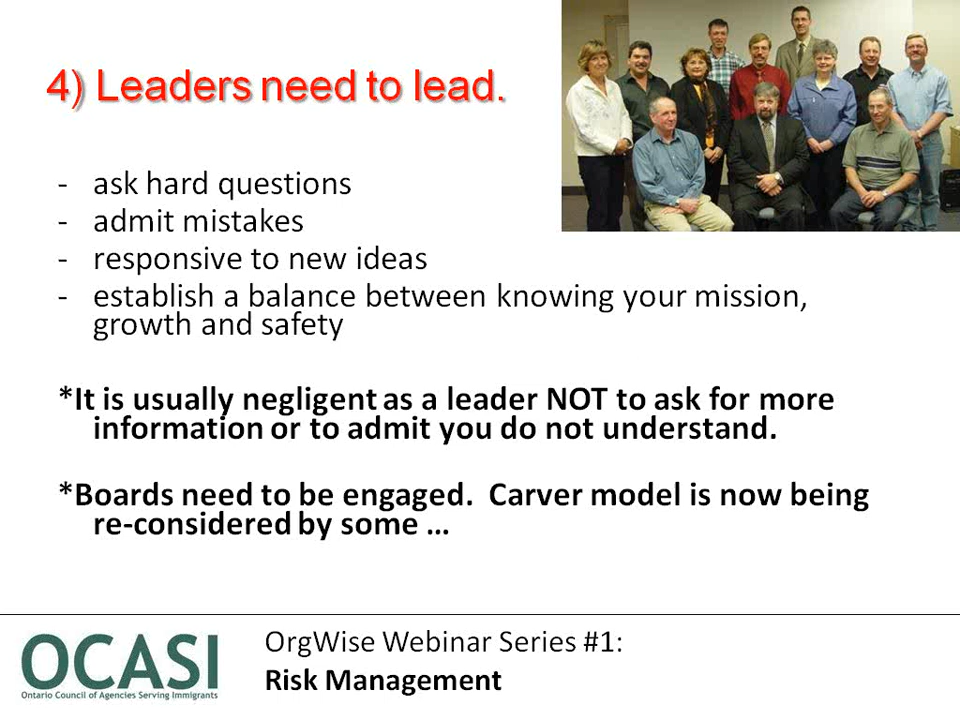 4) Leaders need to lead.
- ask hard questions
- admit mistakes
- responsive to new ideas
- establish a balance between knowing your mission,
growth and safety
*It is usually negligent as a leader NOT to ask for more
information or to admit you do not understand.
*Boards need to be engaged. Carver model is now being
re-considered by some …
OCASI
Ontario Council of Agencies Serving Immigrants
OrgWise Webinar Series #1:
Risk Management